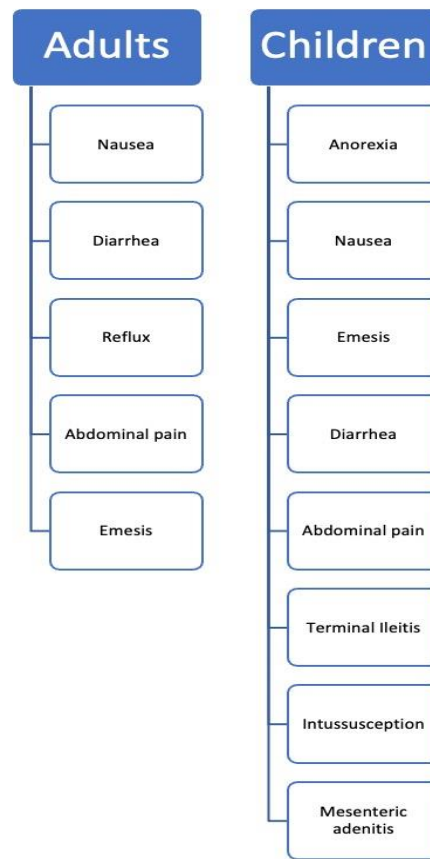 Adults
Nausea
Diarrhea
Reflux
Abdominal pain
Emesis
Children
Anorexia
Nausea
Emesis
Diarrhea
Abdominal pain
Terminal Ileitis
Intussusception
Mesenteric
adenitis